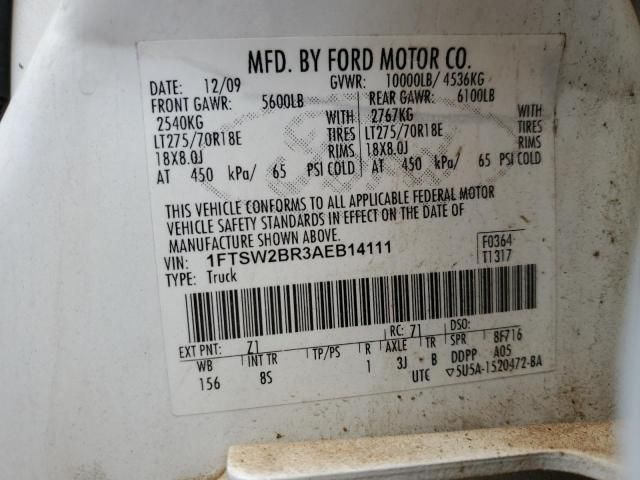 MFD. BY FORD MOTOR CO.
DATE: 12/09 GVWR: 10000LB/ 4536KG
FRONT GAWR: 5600LB REAR GAWR: 6100LB
2540KG WITH 2767KG WITH
LT275/70R18E TIRES LT275/70R18E TIRES
18X8.0J RIMS 18X8.0J RIMS
AT 450 kPa/ 65 PSI COLD AT 450 kPa/ 65 PSI COLD
THIS VEHICLE CONFORMS TO ALL APPLICABLE FEDERAL MOTOR
VEHICLE SAFETY STANDARDS IN EFFECT ON THE DATE OF
MANUFACTURE SHOWN ABOVE.
VIN: 1FTSW2BR3AEB14111 F0364
TYPE: Truck T1317
EXT PNT: Z1 RC: 71 DSO:
WB INT TR TP/PS R AXLE TR SPR 8F716
156 8S 1 3J B DDPP A05
UTC ▽5U5A-1520472-BA